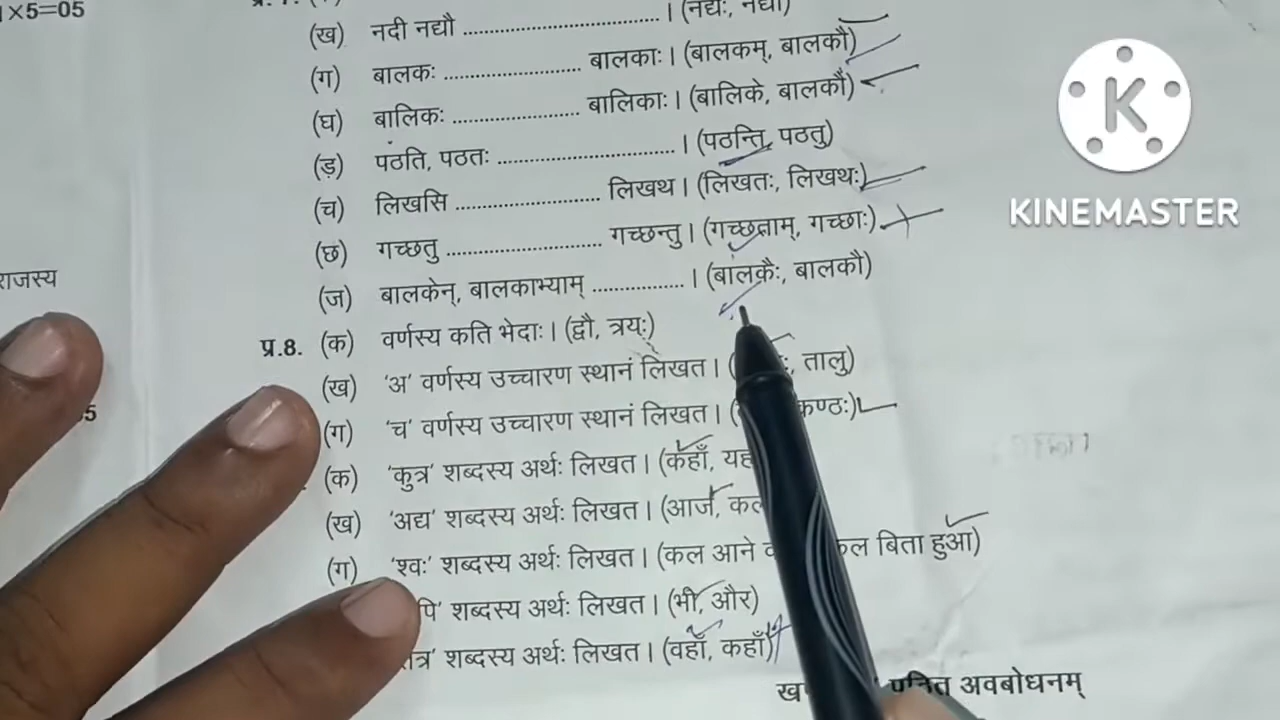 1×5=05
(ख) नदी नद्यौ .................................. । (नद्यः, नद्या)
(ग) बालकः ....................... बालकाः । (बालकम्, बालकौ)
(घ) बालिकः ..................... बालिकाः । (बालिके, बालकौ)
(ड़) पठति, पठतः ............................. । (पठन्ति, पठतु)
(च) लिखसि ........................ लिखथ । (लिखतः, लिखथः)
(छ) गच्छतु .......................... गच्छन्तु । (गच्छताम्, गच्छाः)
(ज) बालकेन्, बालकाभ्याम् ............... । (बालकैः, बालकौ)
राजस्य
प्र.8. (क) वर्णस्य कति भेदाः । (द्वौ, त्रयः)
(ख) 'अ' वर्णस्य उच्चारण स्थानं लिखत । ( , तालु)
(ग) 'च' वर्णस्य उच्चारण स्थानं लिखत । ( कण्ठः)
(क) 'कुत्र' शब्दस्य अर्थः लिखत । (कहाँ,
(ख) 'अद्य' शब्दस्य अर्थः लिखत । (आज,
(ग) 'श्वः' शब्दस्य अर्थः लिखत । (कल आने बिता हुआ)
शब्दस्य अर्थः लिखत । (भी, और)
शब्दस्य अर्थः लिखत । (वहाँ, कहाँ)
अवबोधनम्
KINEMASTER